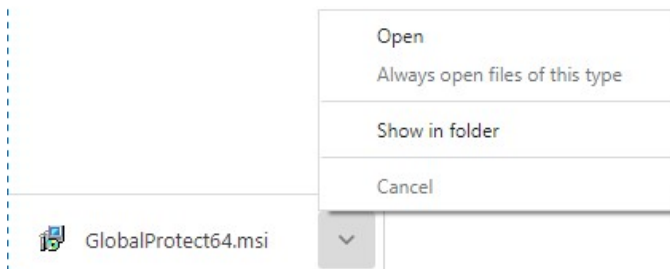 Open
Always open files of this type
Show in folder
Cancel
GlobalProtect64.msi